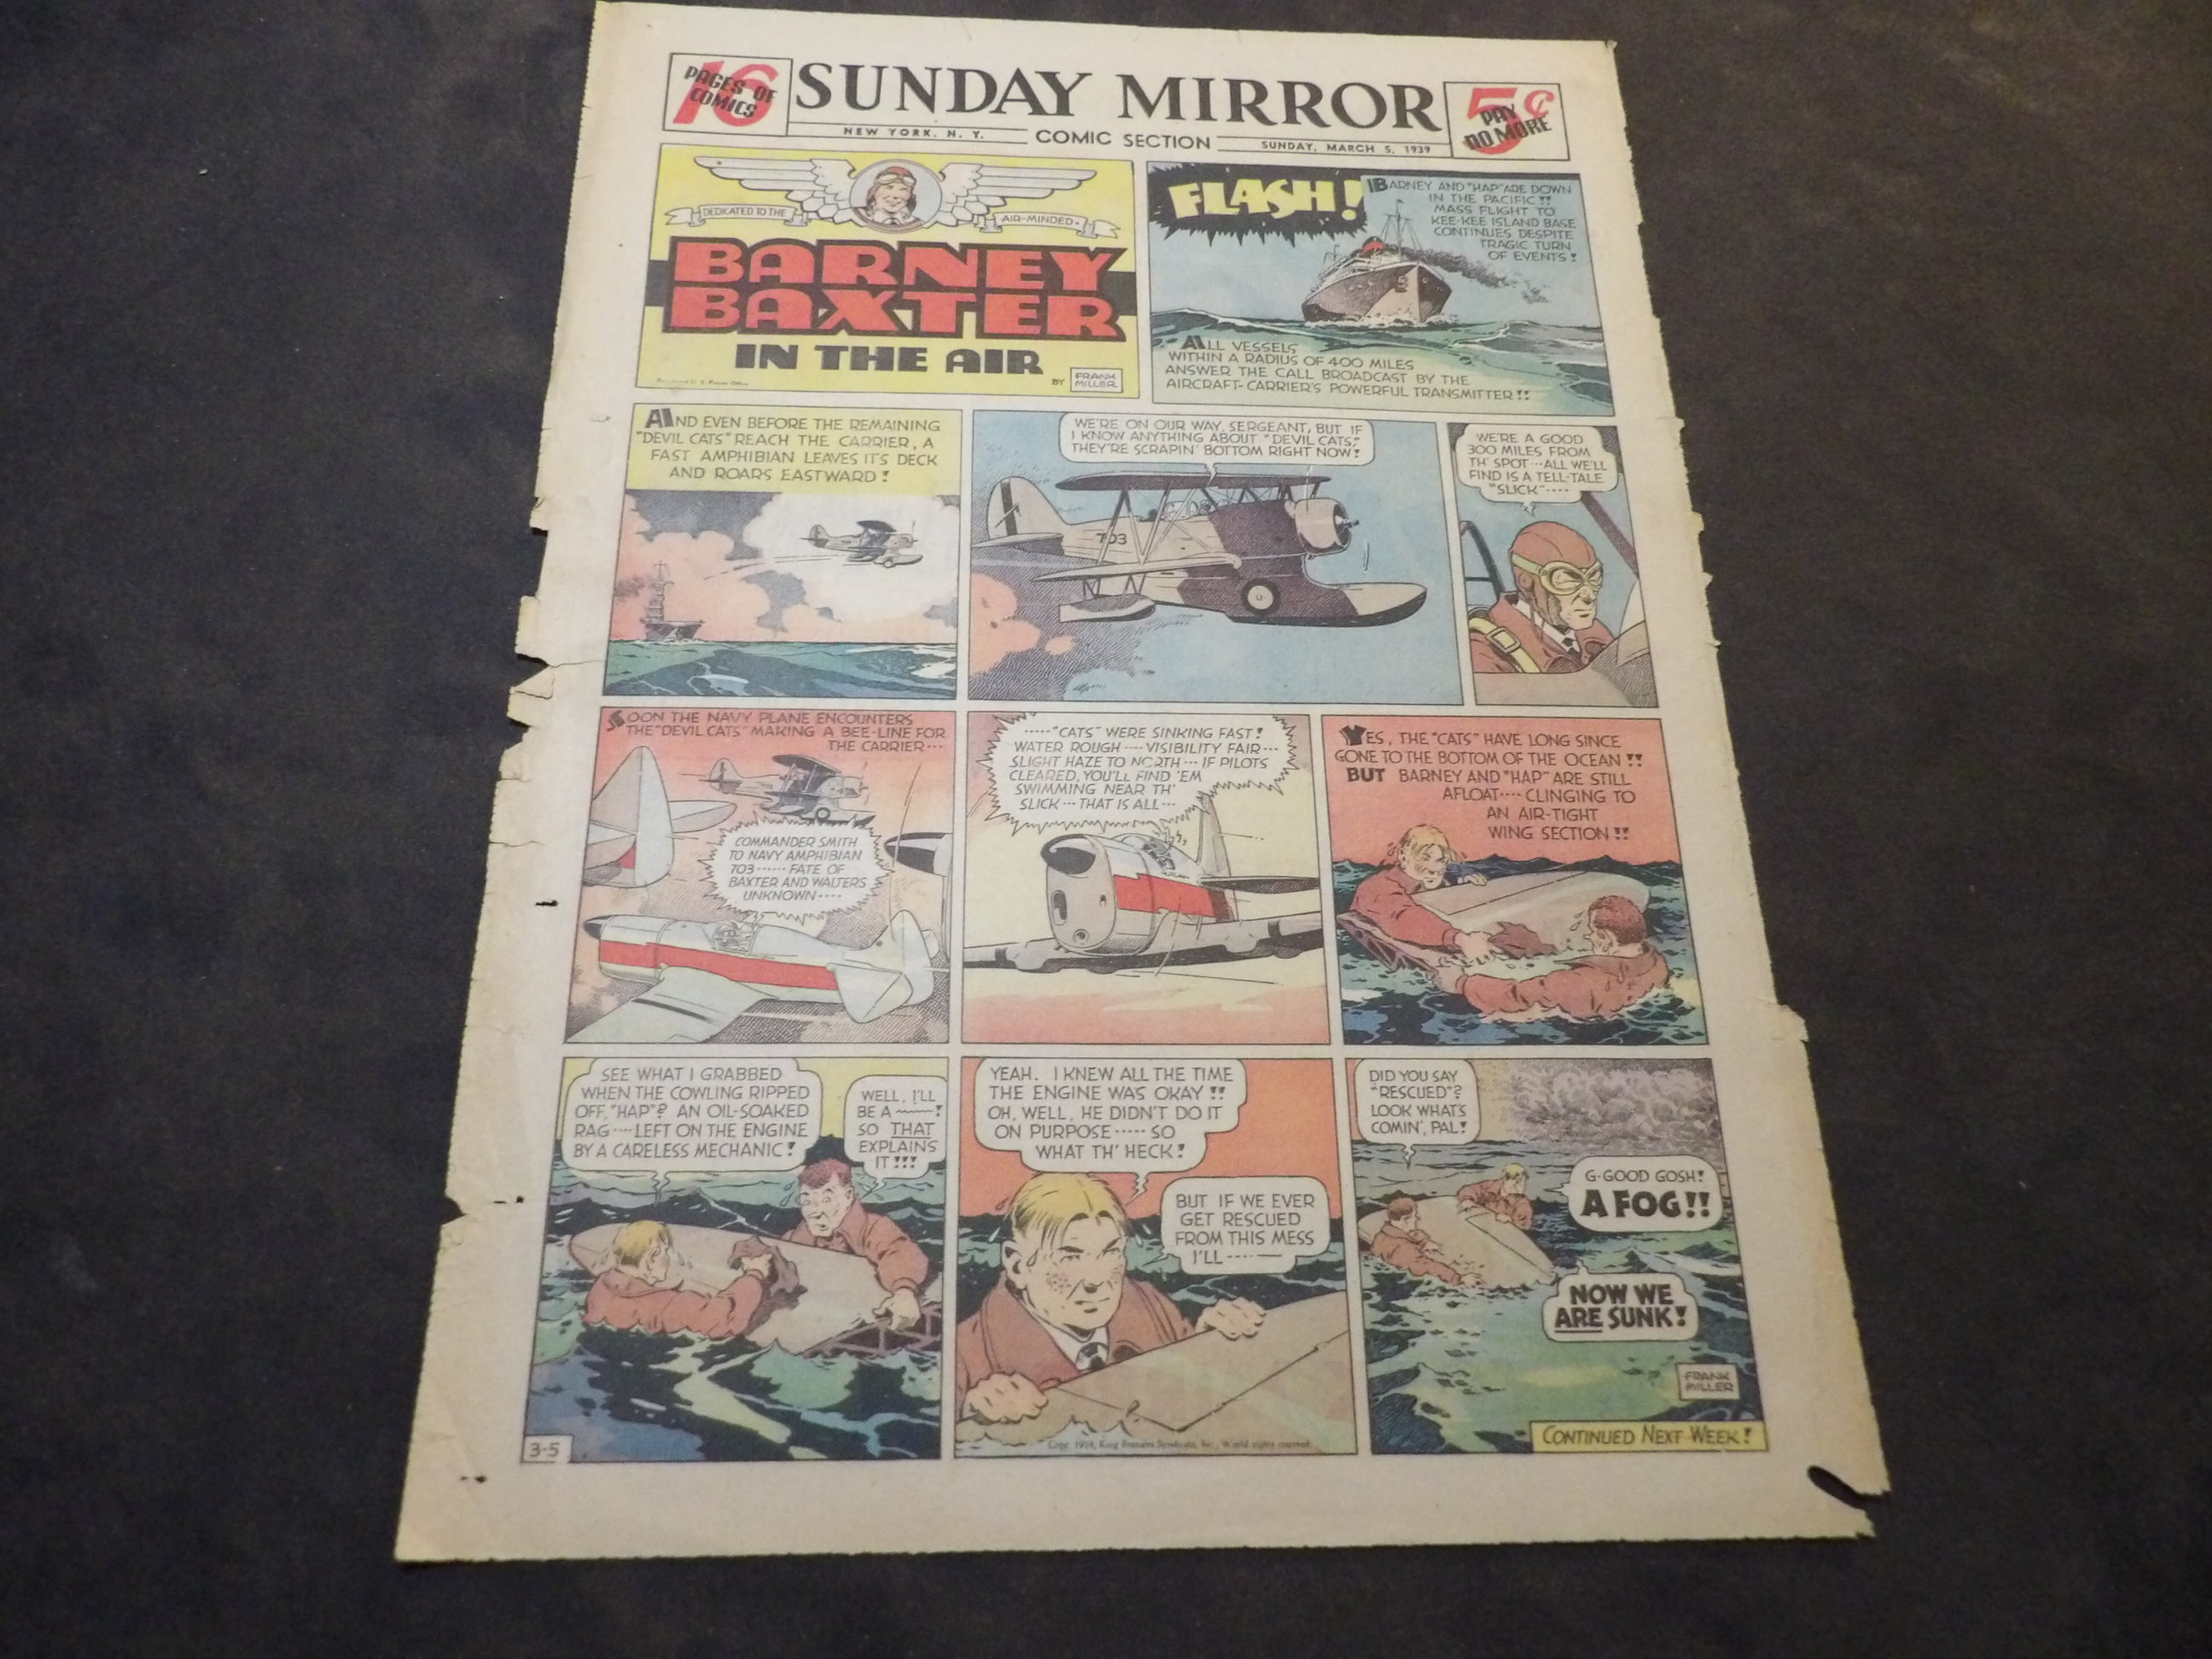 16
PAGES OF
COMICS
SUNDAY MIRROR
5¢
PAY
NO MORE
NEW YORK, N. Y.
COMIC SECTION
SUNDAY, MARCH 5, 1939
DEDICATED TO THE
AIR-MINDED
BARNEY
BAXTER
IN THE AIR
BY
FRANK
MILLER
FLASH!
BARNEY AND "HAP" ARE DOWN
IN THE PACIFIC!!
MASS FLIGHT TO
KEE-KEE ISLAND BASE
CONTINUES DESPITE
TRAGIC TURN
OF EVENTS!
ALL VESSELS
WITHIN A RADIUS OF 400 MILES
ANSWER THE CALL BROADCAST BY THE
AIRCRAFT-CARRIER'S POWERFUL TRANSMITTER!!
AND EVEN BEFORE THE REMAINING
"DEVIL CATS" REACH THE CARRIER, A
FAST AMPHIBIAN LEAVES ITS DECK
AND ROARS EASTWARD!
WE'RE ON OUR WAY, SERGEANT, BUT IF
I KNOW ANYTHING ABOUT "DEVIL CATS,"
THEY'RE SCRAPIN' BOTTOM RIGHT NOW!
703
WE'RE A GOOD
300 MILES FROM
TH' SPOT---ALL WE'LL
FIND IS A TELL-TALE
"SLICK"----
SOON THE NAVY PLANE ENCOUNTERS
THE "DEVIL CATS" MAKING A BEE-LINE FOR
THE CARRIER---
COMMANDER SMITH
TO NAVY AMPHIBIAN
703------FATE OF
BAXTER AND WALTERS
UNKNOWN----
-----"CATS" WERE SINKING FAST!
WATER ROUGH ----VISIBILITY FAIR---
SLIGHT HAZE TO NORTH---IF PILOTS
CLEARED, YOU'LL FIND 'EM
SWIMMING NEAR TH'
SLICK---THAT IS ALL---
YES, THE "CATS" HAVE LONG SINCE
GONE TO THE BOTTOM OF THE OCEAN!!
BUT BARNEY AND "HAP" ARE STILL
AFLOAT----CLINGING TO
AN AIR-TIGHT
WING SECTION!!
SEE WHAT I GRABBED
WHEN THE COWLING RIPPED
OFF, "HAP"? AN OIL-SOAKED
RAG----LEFT ON THE ENGINE
BY A CARELESS MECHANIC!
WELL, I'LL
BE A ~~~!
SO THAT
EXPLAINS
IT!!!
3-5
YEAH. I KNEW ALL THE TIME
THE ENGINE WAS OKAY!!
OH, WELL, HE DIDN'T DO IT
ON PURPOSE-----SO
WHAT TH' HECK!
BUT IF WE EVER
GET RESCUED
FROM THIS MESS
I'LL -----
Copr. 1939, King Features Syndicate, Inc., World rights reserved
DID YOU SAY
"RESCUED"?
LOOK WHAT'S
COMIN', PAL!
G-GOOD GOSH!
A FOG!!
NOW WE
ARE SUNK!
FRANK
MILLER
CONTINUED NEXT WEEK!